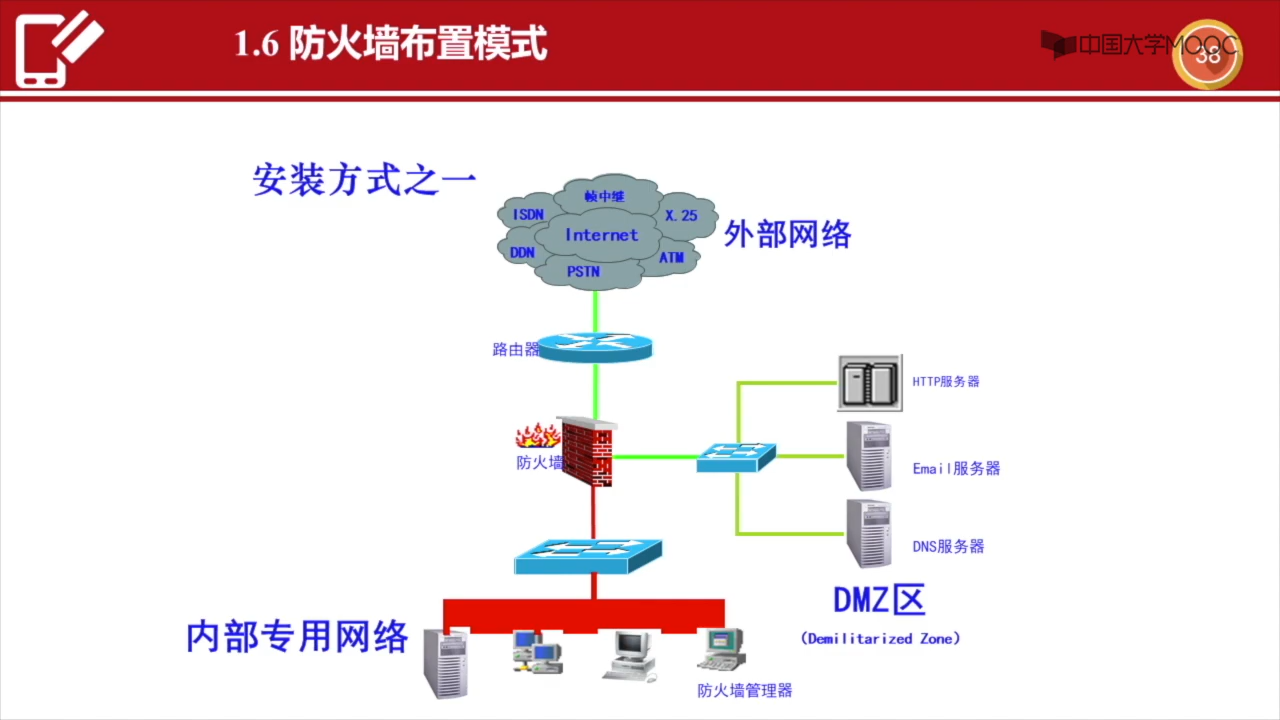 1.6 防火墙布置模式
中国大学MOOC
38
安装方式之一
帧中继
ISDN
X.25
Internet
外部网络
DDN
ATM
PSTN
路由器
HTTP服务器
防火墙
Email服务器
DNS服务器
DMZ区
(Demilitarized Zone)
内部专用网络
防火墙管理器